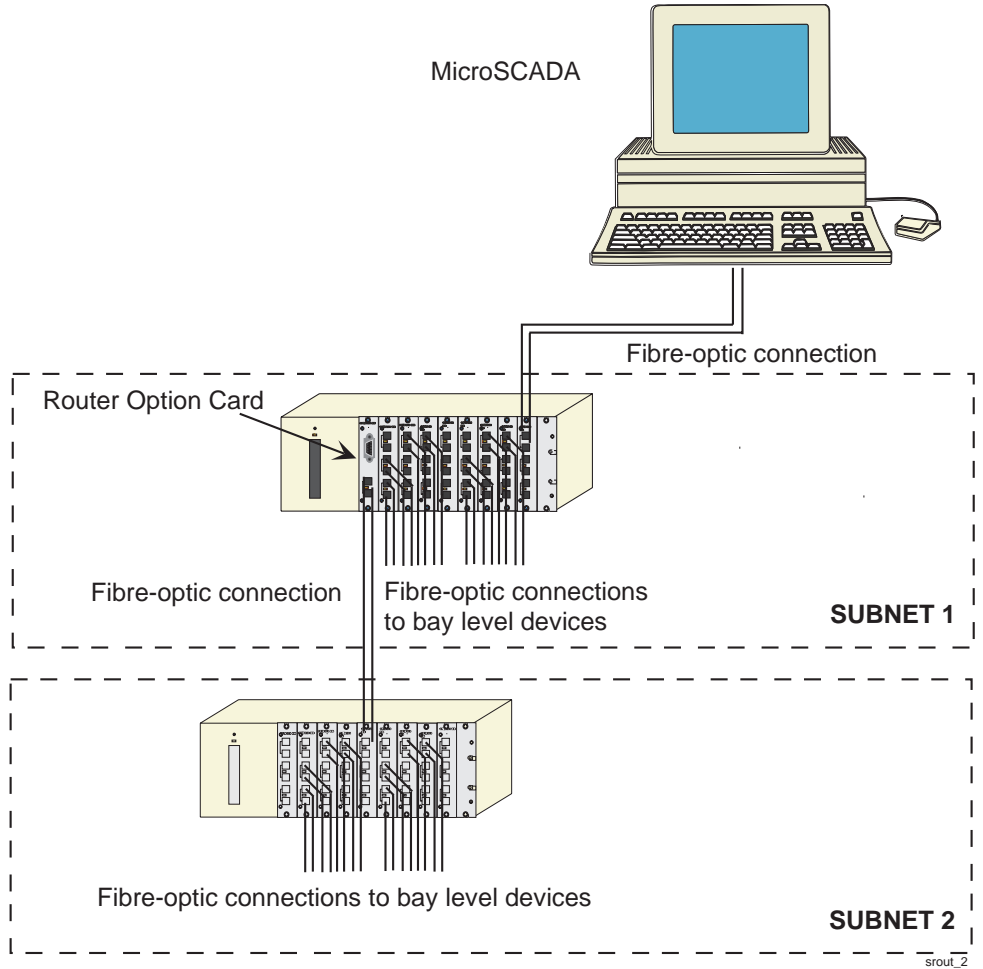 MicroSCADA
Fibre-optic connection
Router Option Card
Fibre-optic connection
Fibre-optic connections
to bay level devices
SUBNET 1
Fibre-optic connections to bay level devices
SUBNET 2
srout_2